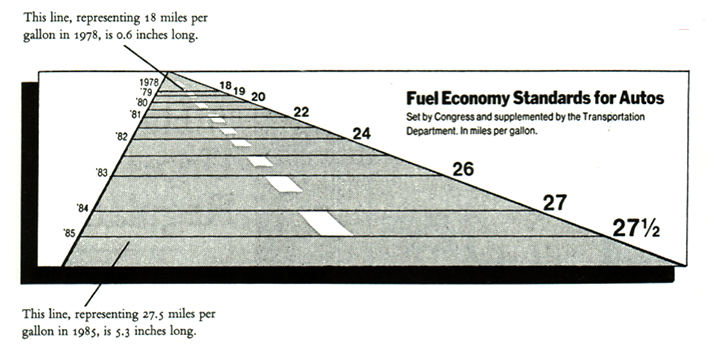 This line, representing 18 miles per
gallon in 1978, is 0.6 inches long.
Fuel Economy Standards for Autos
Set by Congress and supplemented by the Transportation
Department. In miles per gallon.
1978 18
'79 19
'80 20
'81 22
'82 24
'83 26
'84 27
'85 27½
This line, representing 27.5 miles per
gallon in 1985, is 5.3 inches long.